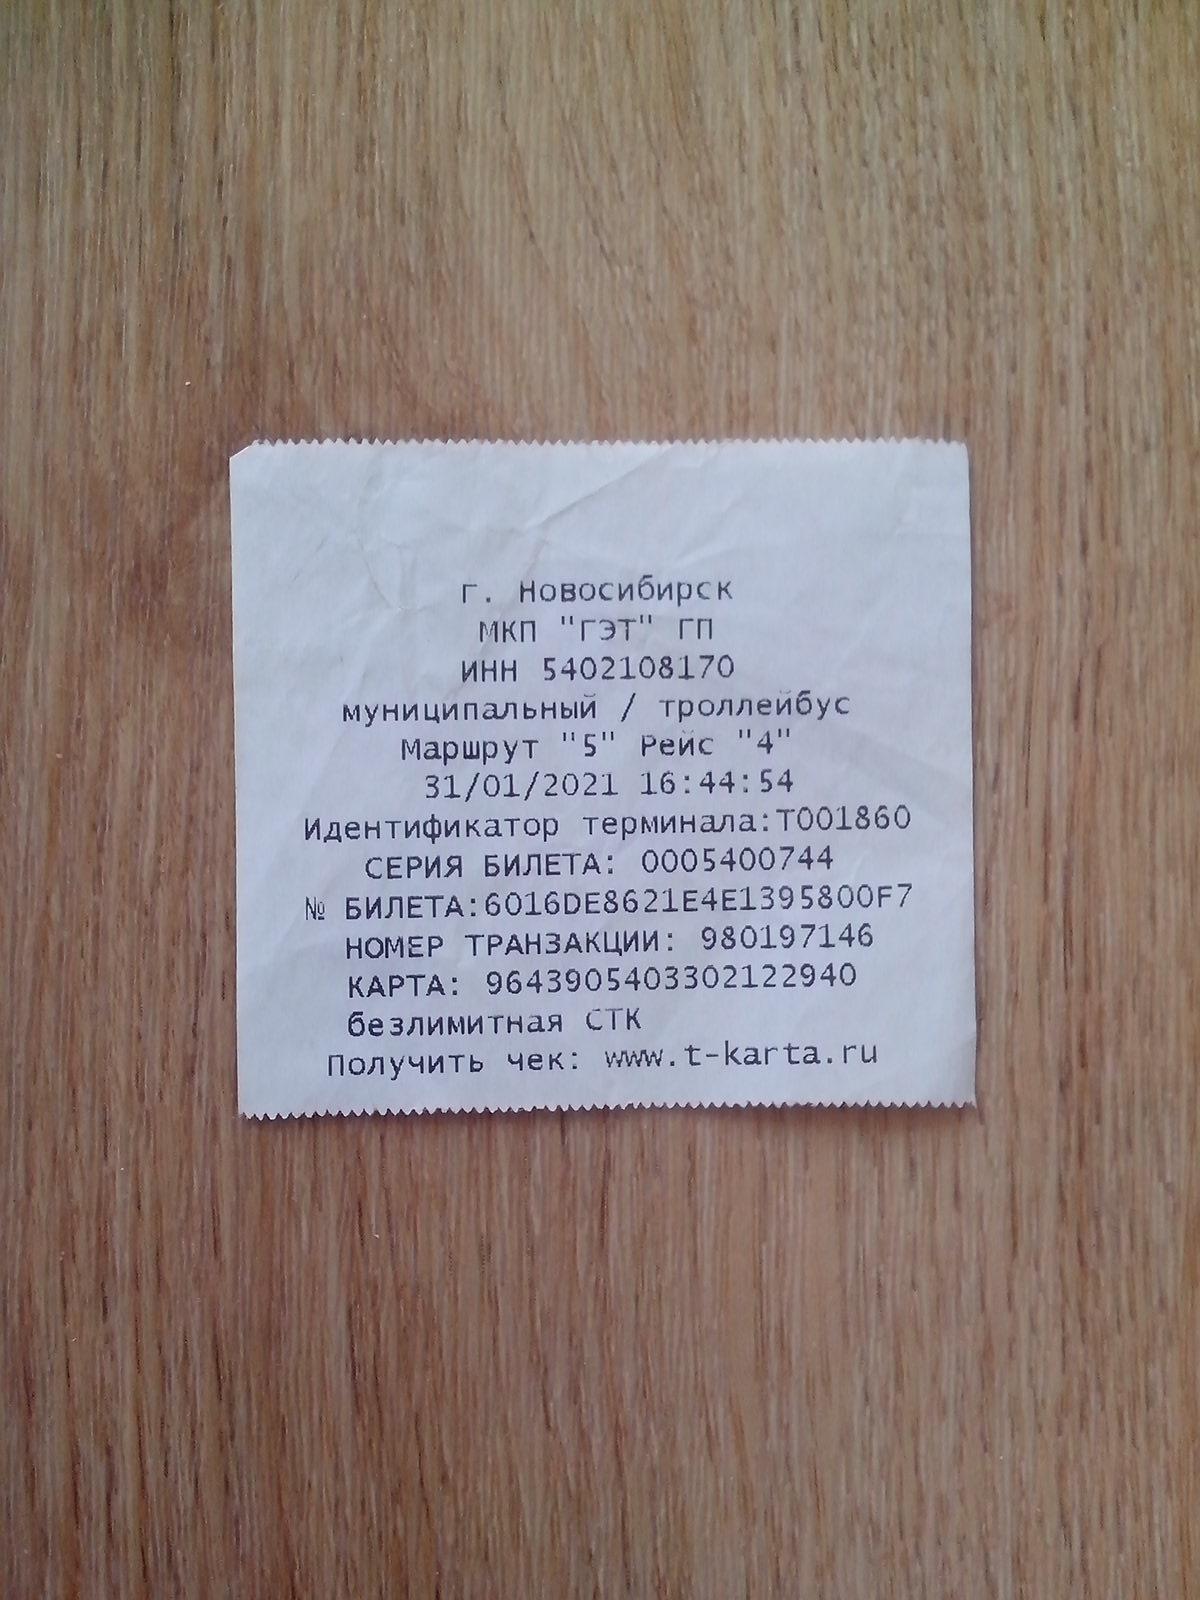 г. Новосибирск
МКП "ГЭТ" ГП
ИНН 5402108170
муниципальный / троллейбус
Маршрут "5" Рейс "4"
31/01/2021 16:44:54
Идентификатор терминала:T001860
СЕРИЯ БИЛЕТА: 0005400744
№ БИЛЕТА:6016DE8621E4E1395800F7
НОМЕР ТРАНЗАКЦИИ: 980197146
КАРТА: 9643905403302122940
безлимитная СТК
Получить чек: www.t-karta.ru